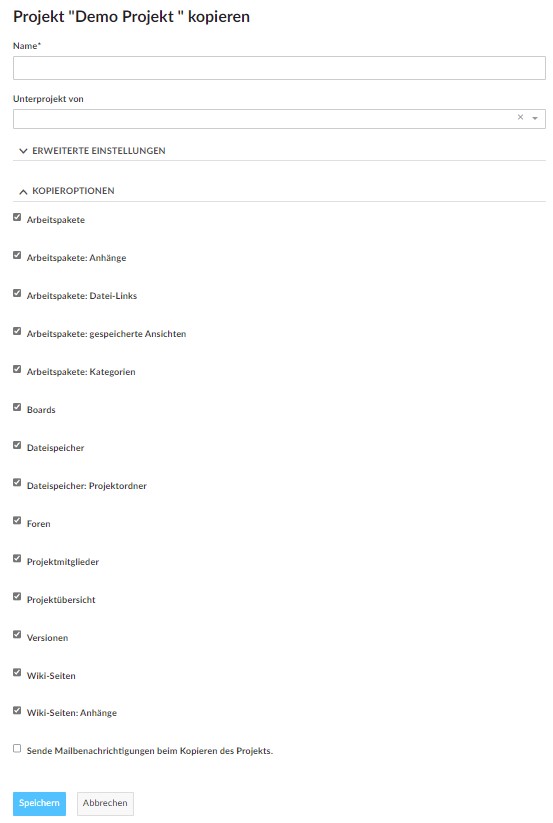 Projekt "Demo Projekt " kopieren
Name*
Unterprojekt von
ERWEITERTE EINSTELLUNGEN
KOPIEROPTIONEN
Arbeitspakete
Arbeitspakete: Anhänge
Arbeitspakete: Datei-Links
Arbeitspakete: gespeicherte Ansichten
Arbeitspakete: Kategorien
Boards
Dateispeicher
Dateispeicher: Projektordner
Foren
Projektmitglieder
Projektübersicht
Versionen
Wiki-Seiten
Wiki-Seiten: Anhänge
Sende Mailbenachrichtigungen beim Kopieren des Projekts.
Speichern Abbrechen